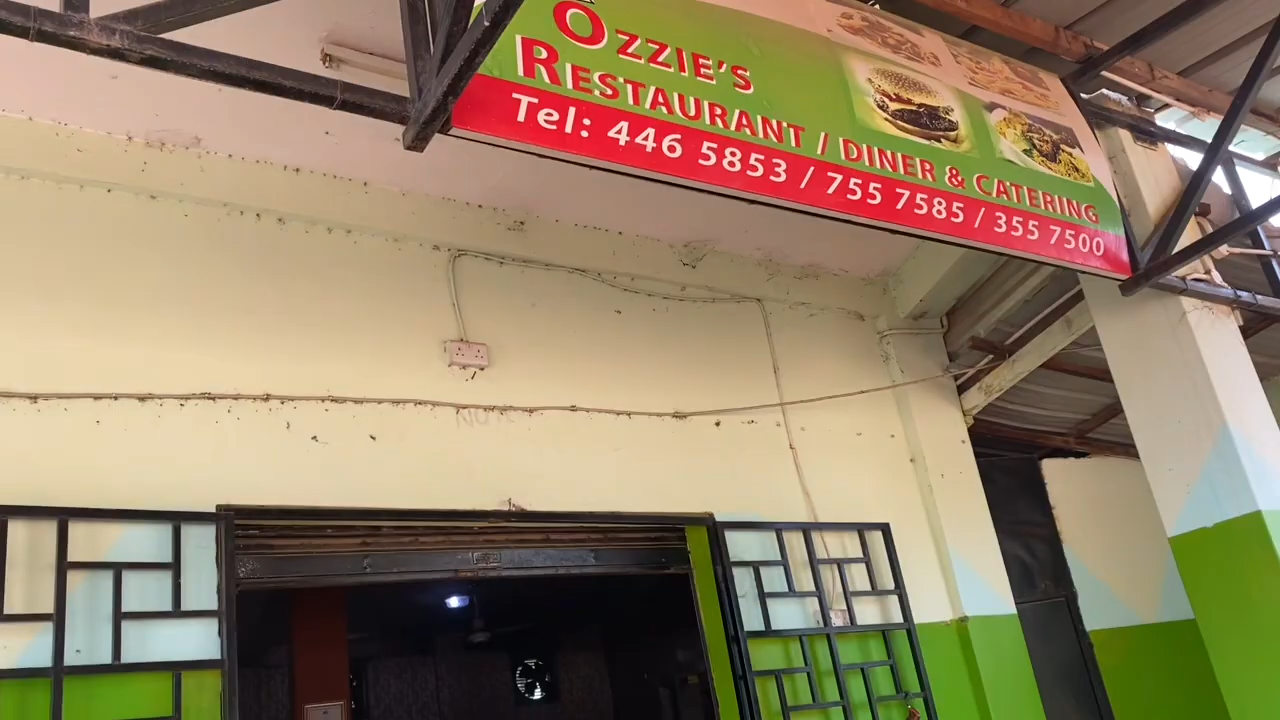 OZZIE'S
RESTAURANT / DINER & CATERING
Tel: 446 5853 / 755 7585 / 355 7500